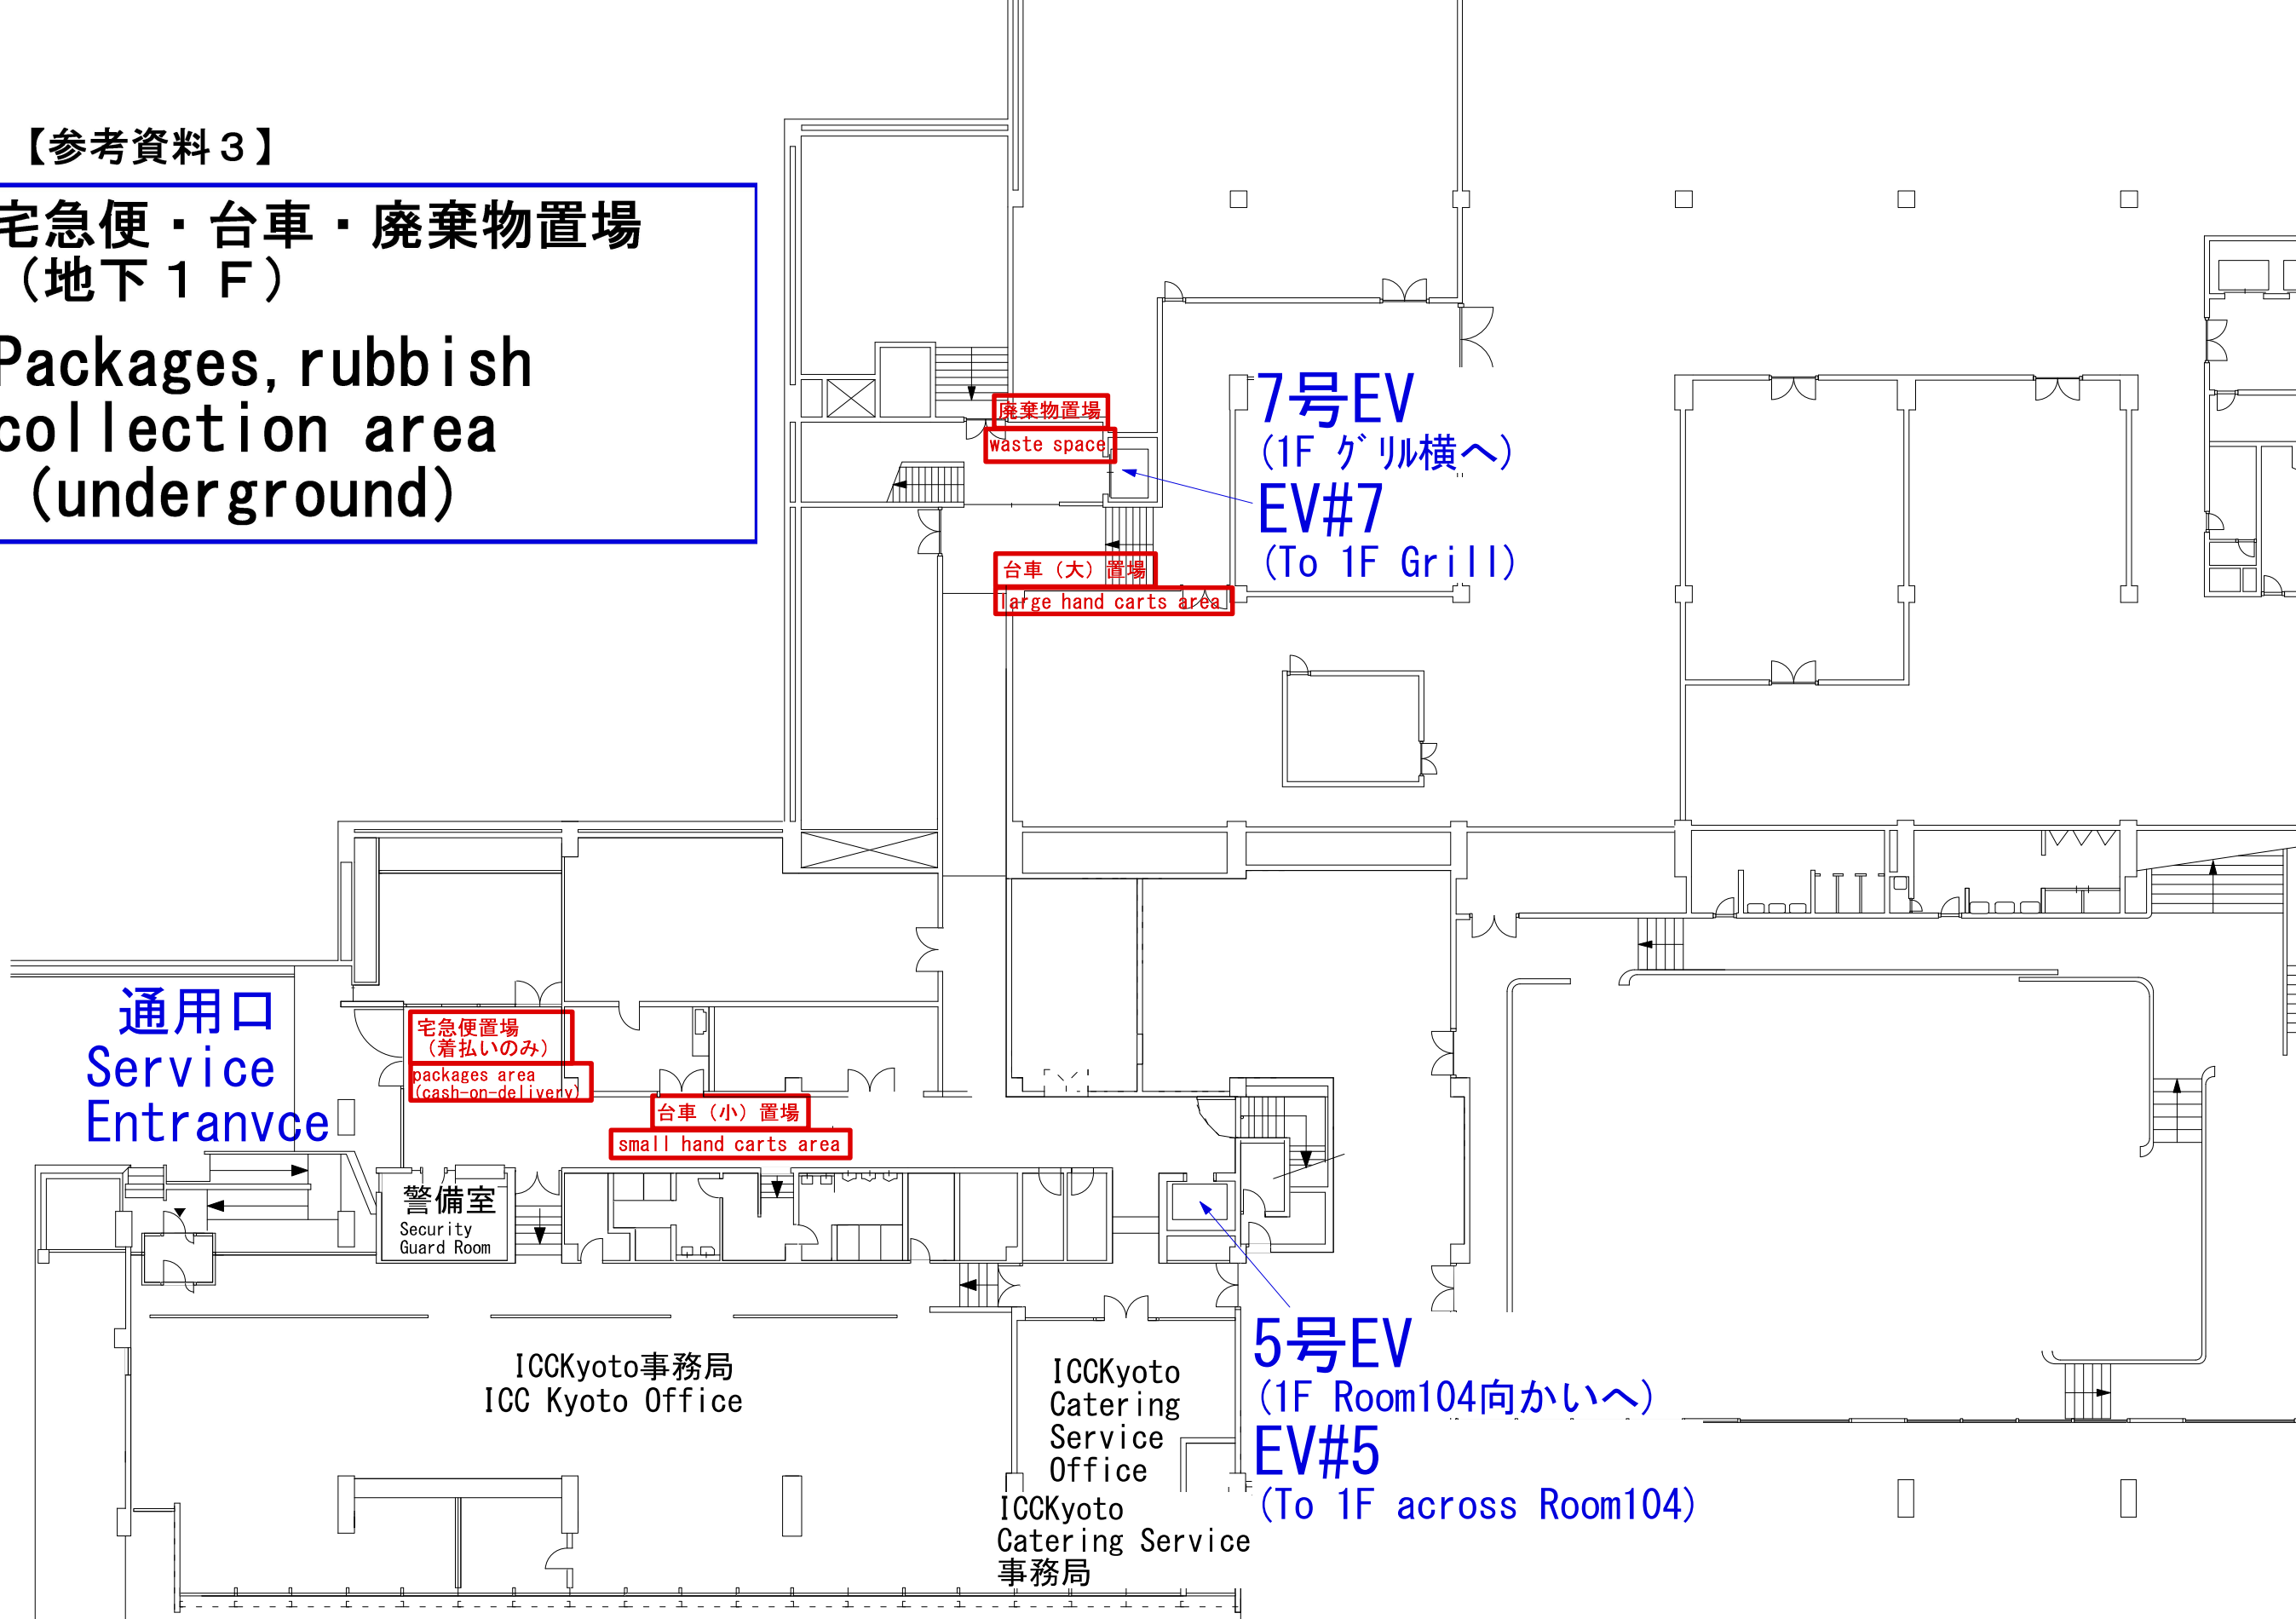 【参考資料３】
宅急便・台車・廃棄物置場
（地下１Ｆ）
Packages,rubbish
collection area
(underground)
廃棄物置場
waste space
7号EV
(1F ｸﾞﾘﾙ横へ)
EV#7
(To 1F Grill)
台車（大）置場
large hand carts area
通用口
Service
Entranvce
宅急便置場
（着払いのみ）
packages area
(cash-on-delivery)
台車（小）置場
small hand carts area
警備室
Security
Guard Room
5号EV
(1F Room104向かいへ)
EV#5
(To 1F across Room104)
ICCKyoto事務局
ICC Kyoto Office
ICCKyoto
Catering
Service
Office
ICCKyoto
Catering Service
事務局